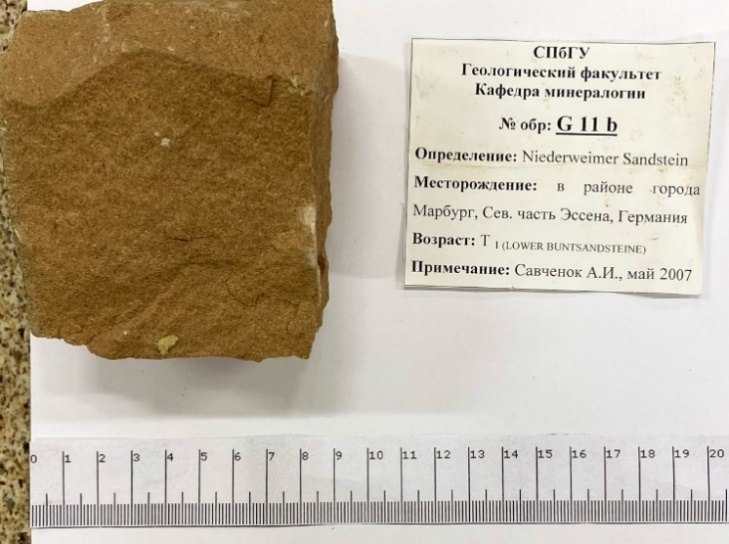 СПбГУ
Геологический факультет
Кафедра минералогии
№ обр: G 11 b
Определение: Niederweimer Sandstein
Месторождение: в районе города
Марбург, Сев. часть Эссена, Германия
Возраст: T 1 (LOWER BUNTSANDSTEINE)
Примечание: Савченок А.И., май 2007
0 1 2 3 4 5 6 7 8 9 10 11 12 13 14 15 16 17 18 19 20